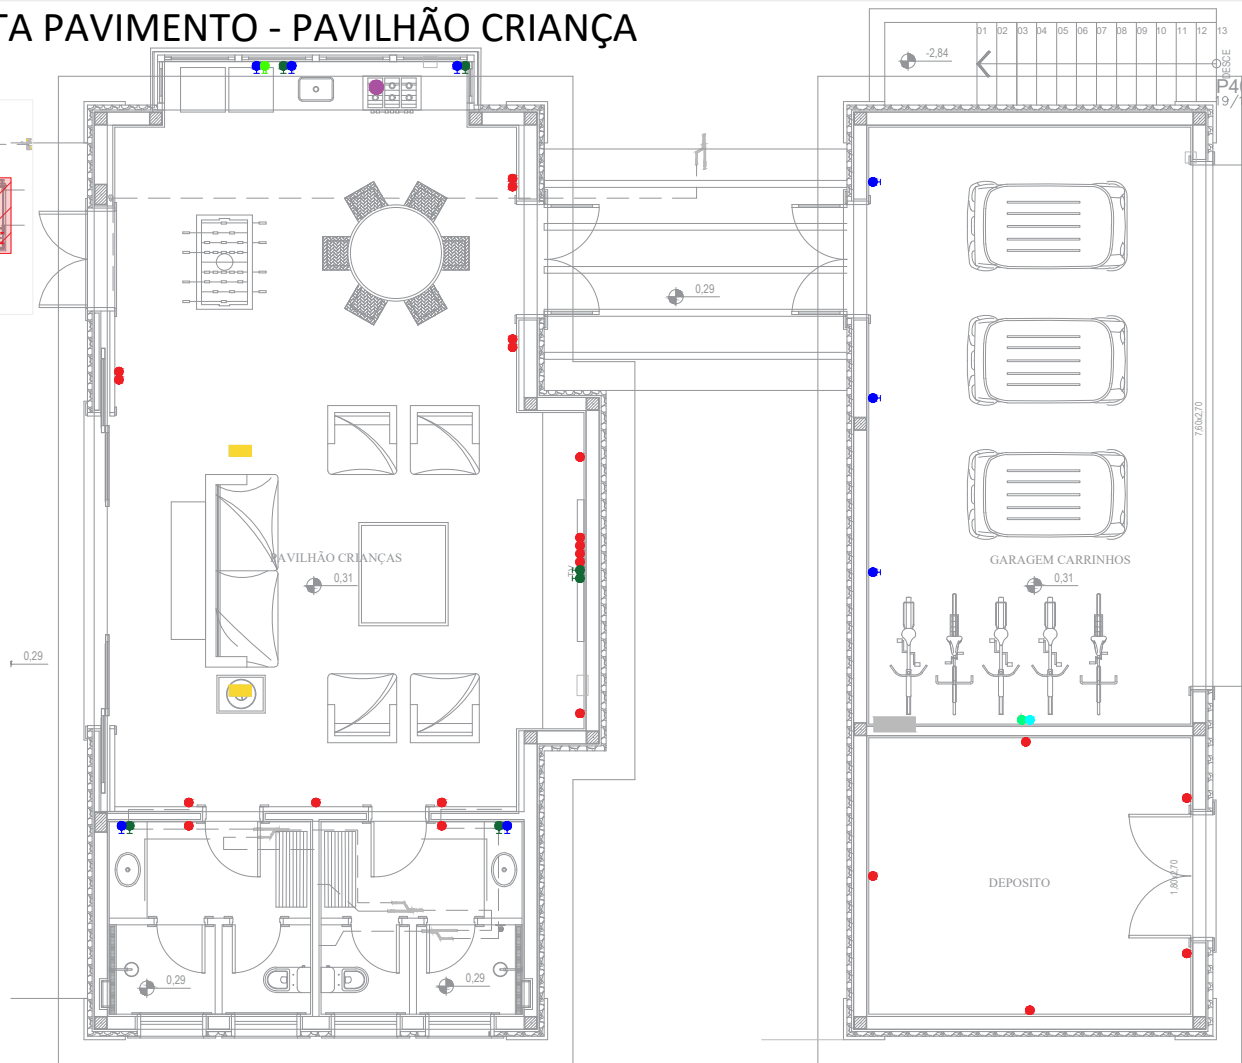 TA PAVIMENTO - PAVILHÃO CRIANÇA
01 02 03 04 05 06 07 08 09 10 11 12 13
-2,84
DESCE
P4
19/
0,29
7,60x2,70
PAVILHÃO CRIANÇAS
0,31
TV
GARAGEM CARRINHOS
0,31
0,29
DEPOSITO
1,80x2,70
0,29
0,29